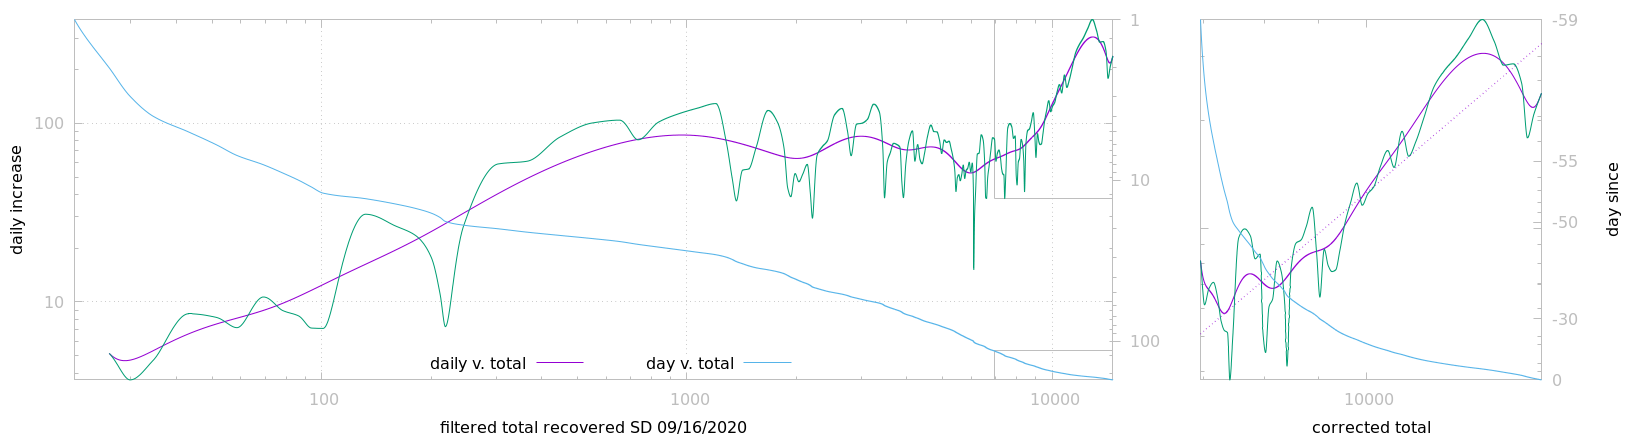 daily increase
100
10
1
10
100
daily v. total
day v. total
100
1000
10000
filtered total recovered SD 09/16/2020
-59
-55
-50
-30
0
day since
10000
corrected total